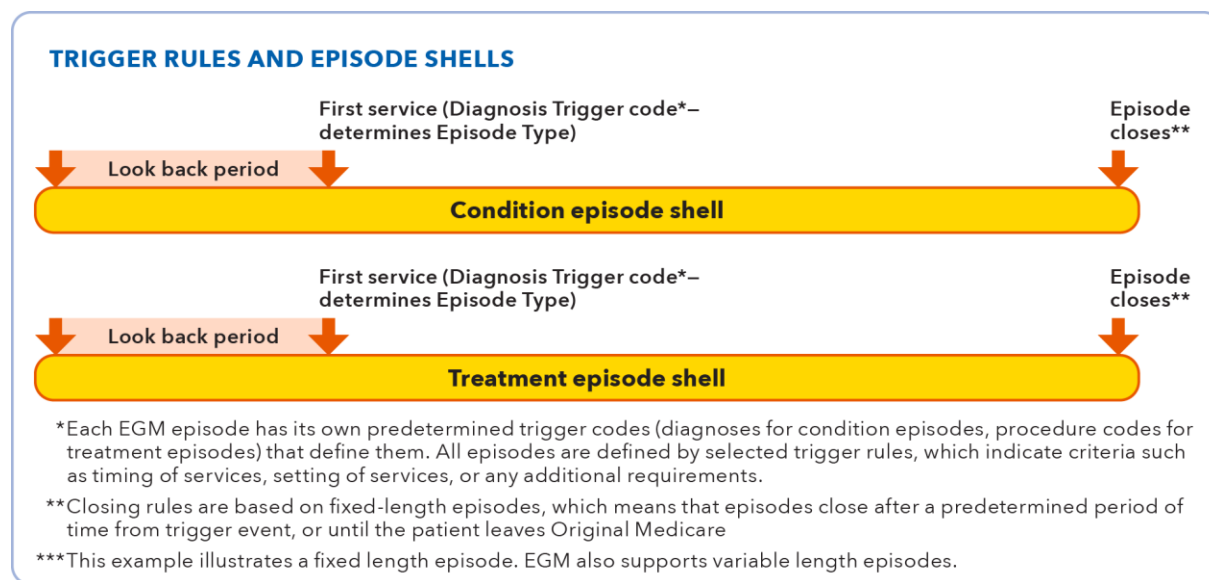 TRIGGER RULES AND EPISODE SHELLS
First service (Diagnosis Trigger code*–
determines Episode Type)
Episode
closes**
Look back period
Condition episode shell
First service (Diagnosis Trigger code*–
determines Episode Type)
Episode
closes**
Look back period
Treatment episode shell
*Each EGM episode has its own predetermined trigger codes (diagnoses for condition episodes, procedure codes for
treatment episodes) that define them. All episodes are defined by selected trigger rules, which indicate criteria such
as timing of services, setting of services, or any additional requirements.
**Closing rules are based on fixed-length episodes, which means that episodes close after a predetermined period of
time from trigger event, or until the patient leaves Original Medicare
***This example illustrates a fixed length episode. EGM also supports variable length episodes.